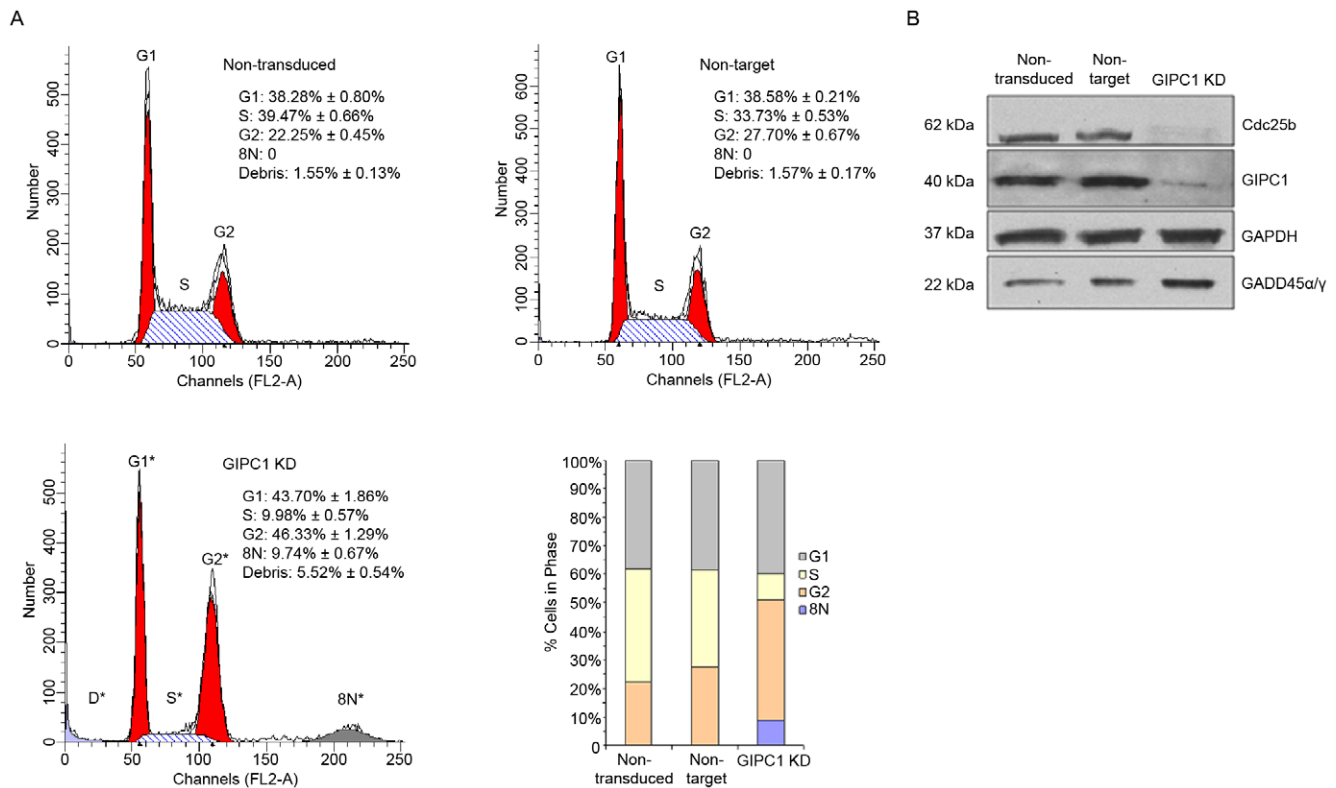 A
Non-transduced
G1: 38.28% ± 0.80%
S: 39.47% ± 0.66%
G2: 22.25% ± 0.45%
8N: 0
Debris: 1.55% ± 0.13%
G1
S
G2
Number
500
400
300
200
100
0
0 50 100 150 200 250
Channels (FL2-A)
Non-target
G1: 38.58% ± 0.21%
S: 33.73% ± 0.53%
G2: 27.70% ± 0.67%
8N: 0
Debris: 1.57% ± 0.17%
G1
S
G2
Number
600
500
400
300
200
100
0
0 50 100 150 200 250
Channels (FL2-A)
B
Non-
transduced
Non-
target
GIPC1 KD
62 kDa Cdc25b
40 kDa GIPC1
37 kDa GAPDH
22 kDa GADD45α/γ
GIPC1 KD
G1: 43.70% ± 1.86%
S: 9.98% ± 0.57%
G2: 46.33% ± 1.29%
8N: 9.74% ± 0.67%
Debris: 5.52% ± 0.54%
G1*
G2*
D*
S*
8N*
Number
500
400
300
200
100
0
0 50 100 150 200 250
Channels (FL2-A)
% Cells in Phase
100%
90%
80%
70%
60%
50%
40%
30%
20%
10%
0
Non-
transduced
Non-
target
GIPC1 KD
G1
S
G2
8N